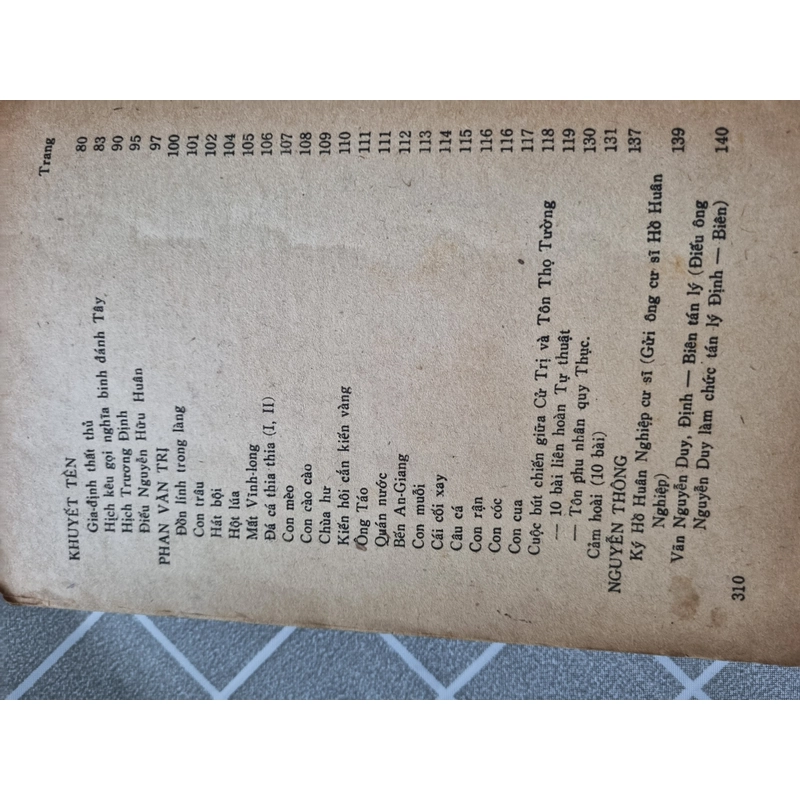 Trang
KHUYẾT TÊN 80
Gia-định thất thủ 83
Hịch kêu gọi nghĩa binh đánh Tây 90
Hịch Trương Định 95
Điếu Nguyễn Hữu Huân 97
PHAN VĂN TRỊ 100
Đồn lính trong làng 101
Con trâu 102
Hát bội 104
Hột lúa 105
Mất Vĩnh-long 106
Đá cá thia thia (I, II) 107
Con mèo 108
Con cào cào 109
Chùa hư 110
Kiến hôi cắn kiến vàng 111
Ông Táo 111
Quán nước 112
Bến An-Giang 113
Con muỗi 114
Cái cối xay 115
Câu cá 116
Con rận 116
Con cóc 117
Con cua 118
Cuộc bút chiến giữa Cử Trị và Tôn Thọ Tường
— 10 bài liên hoàn Tự thuật 119
— Tôn phu nhân quy Thục. 130
Cảm hoài (10 bài) 131
NGUYỄN THÔNG 137
Ký Hồ Huân Nghiệp cư sĩ (Gửi ông cư sĩ Hồ Huân
Nghiệp) 139
Văn Nguyễn Duy, Định — Biên tán lý (Điếu ông
Nguyễn Duy làm chức tán lý Định — Biên) 140
310